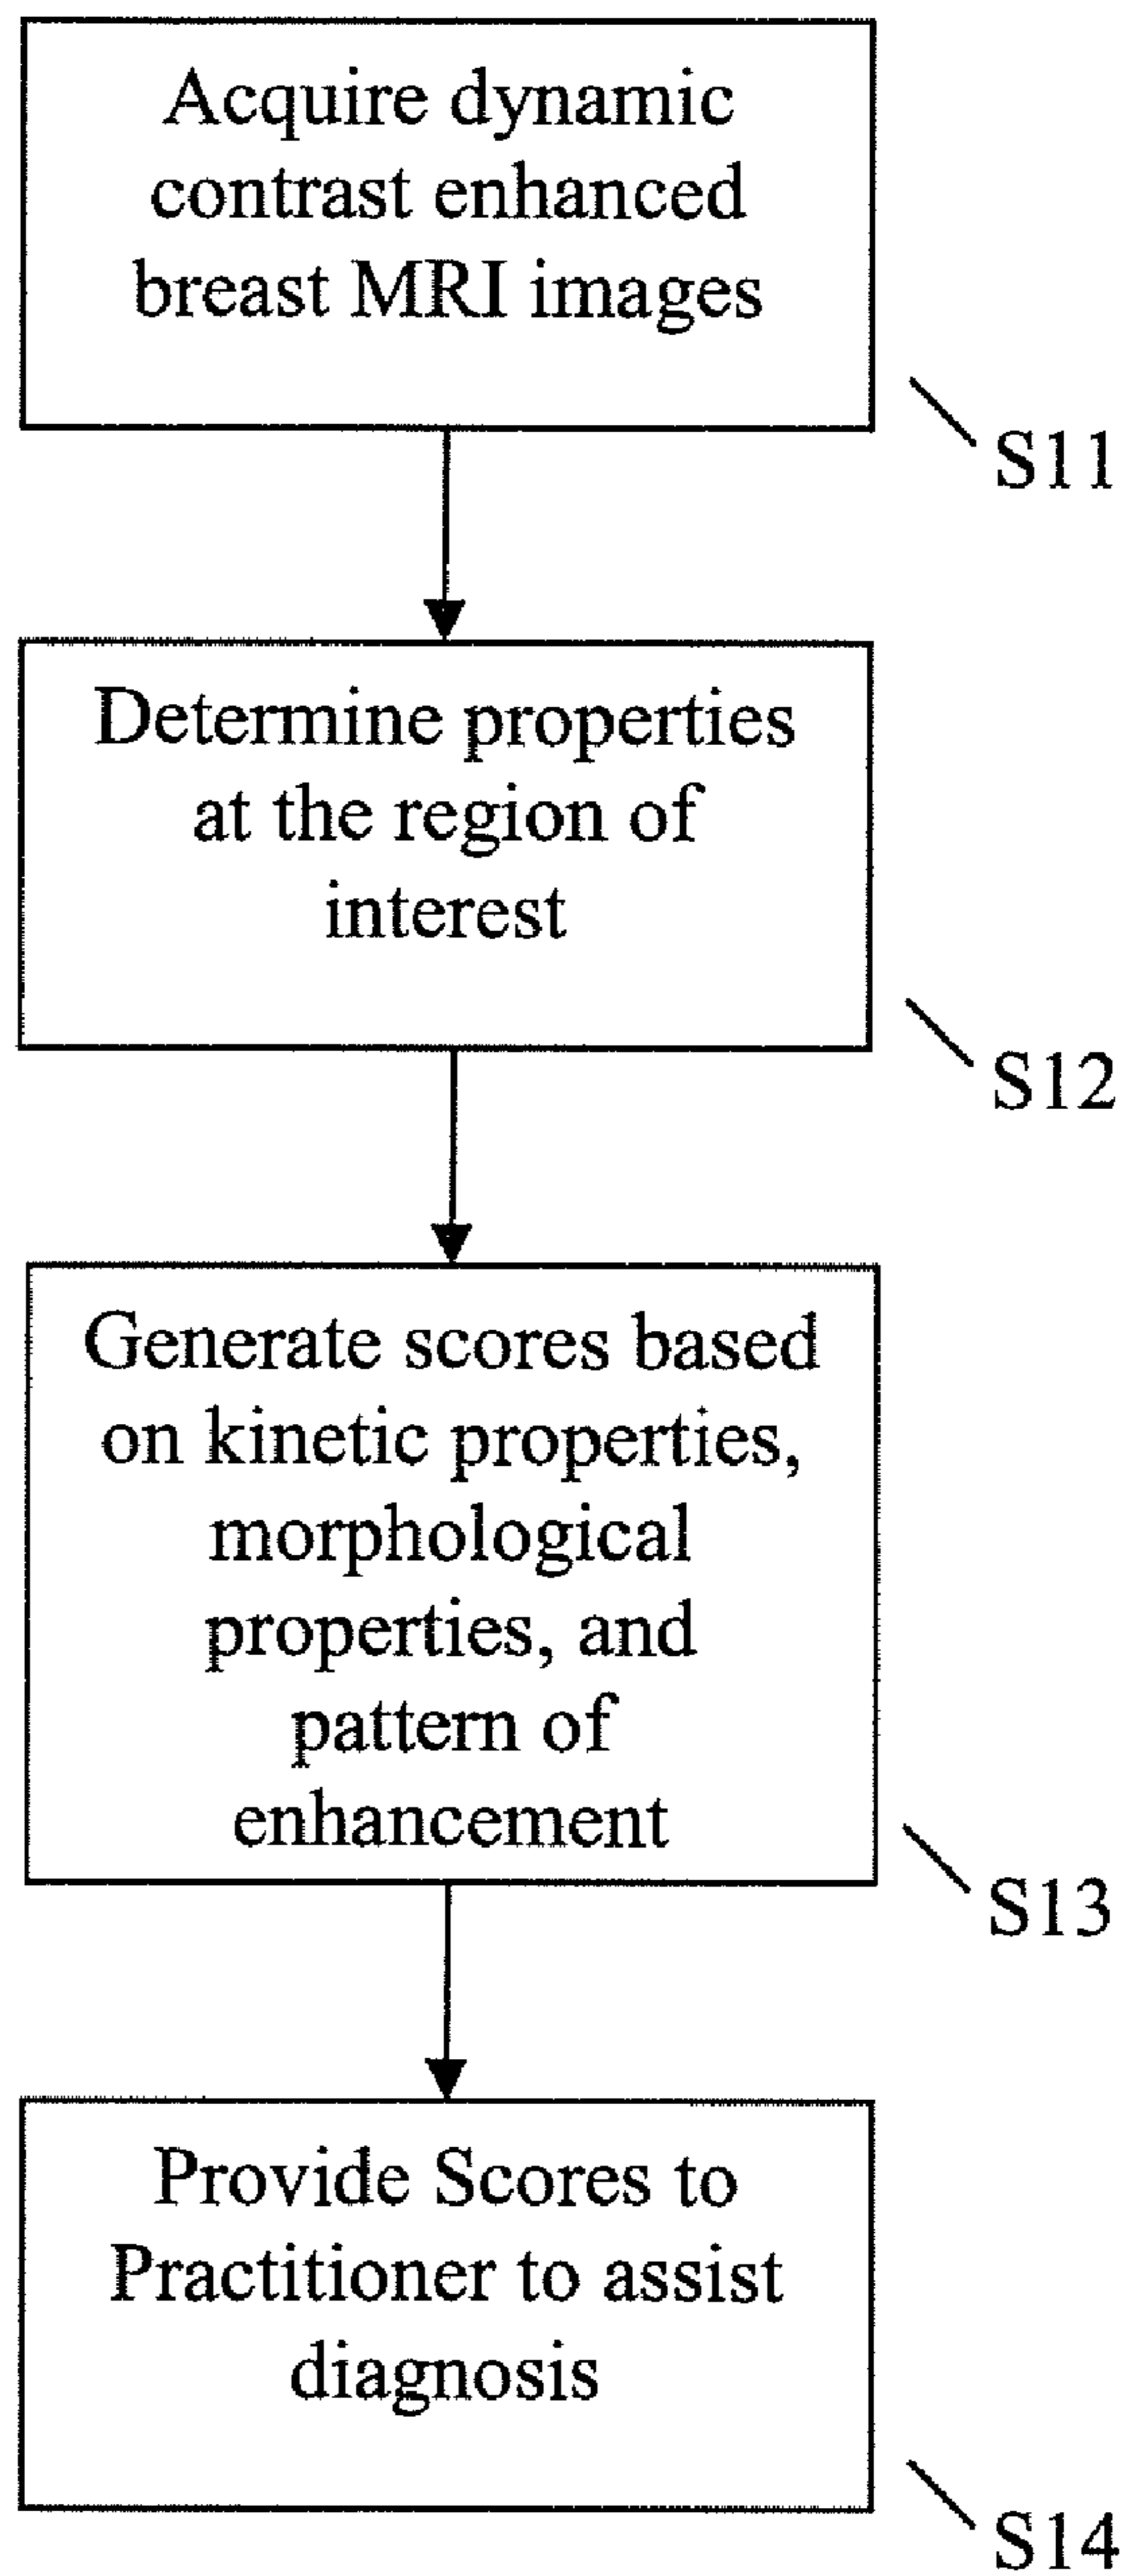 Acquire dynamic
contrast enhanced
breast MRI images
S11
Determine properties
at the region of
interest
S12
Generate scores based
on kinetic properties,
morphological
properties, and
pattern of
enhancement
S13
Provide Scores to
Practitioner to assist
diagnosis
S14